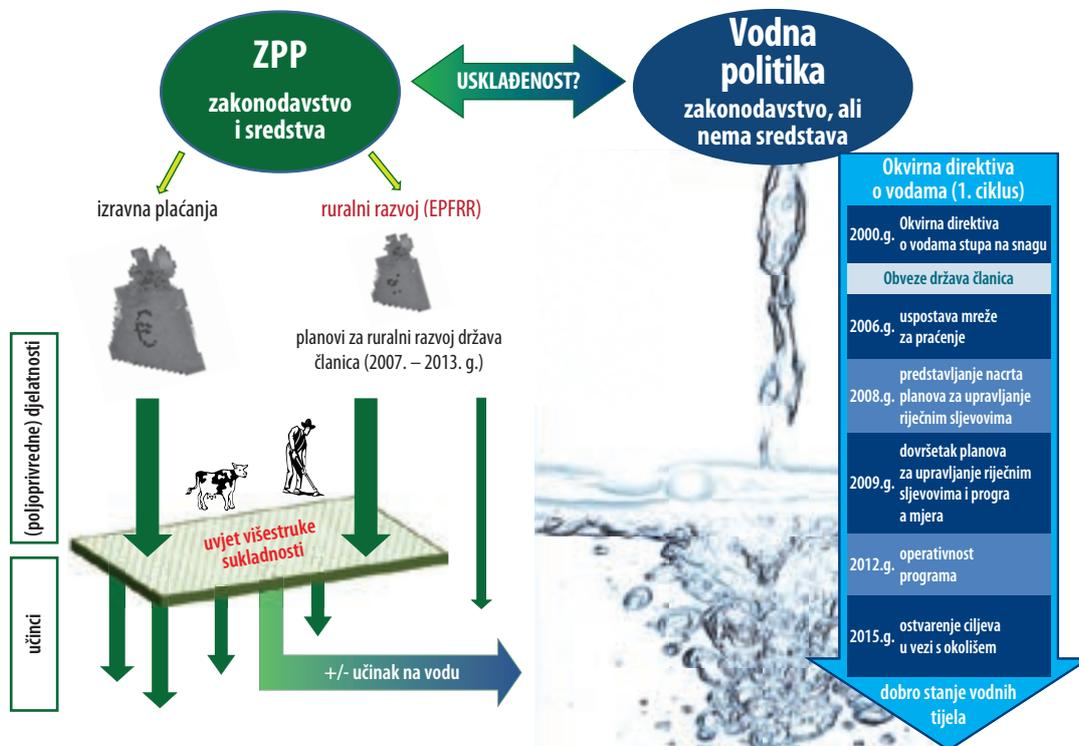 ZPP
zakonodavstvo
i sredstva
USKLAĐENOST?
Vodna
politika
zakonodavstvo, ali
nema sredstava
izravna plaćanja
ruralni razvoj (EPFRR)
planovi za ruralni razvoj država
članica (2007. – 2013. g.)
(poljoprivredne) djelatnosti
uvjet višestruke
sukladnosti
učinci
+/- učinak na vodu
Okvirna direktiva
o vodama (1. ciklus)
2000.g. Okvirna direktiva
o vodama stupa na snagu
Obveze država članica
2006.g. uspostava mreže
za praćenje
predstavljanje nacrta
2008.g. planova za upravljanje
riječnim sljevovima
dovršetak planova
za upravljanje riječnim
2009.g. sljevovima i progra
a mjera
2012.g. operativnost
programa
2015.g. ostvarenje ciljeva
u vezi s okolišem
dobro stanje vodnih
tijela